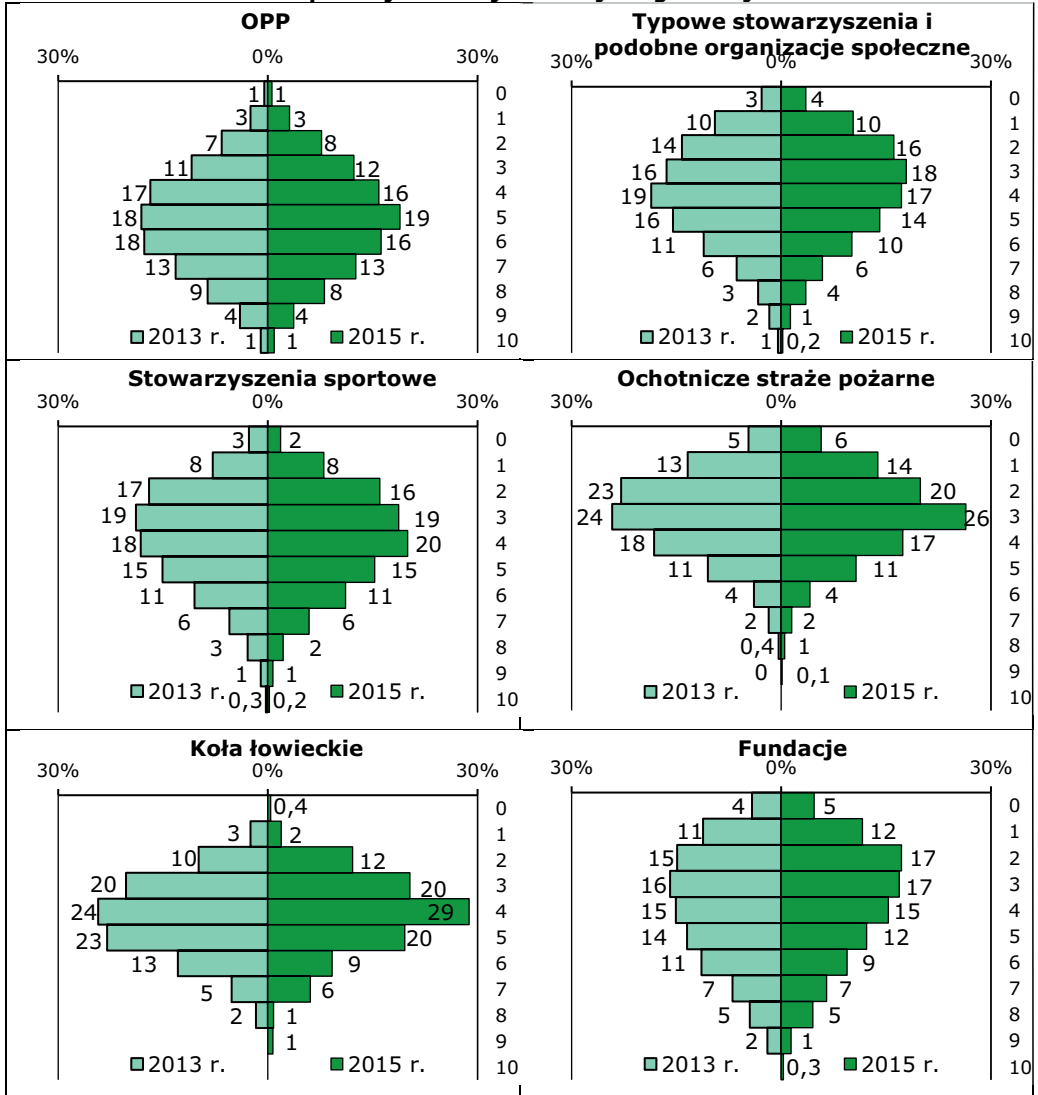 OPP
30% 0% 30%
1 1 0
3 3 1
7 8 2
11 12 3
17 16 4
18 19 5
18 16 6
13 13 7
9 8 8
4 4 9
2013 r. 1 1 2015 r. 10
Typowe stowarzyszenia i
podobne organizacje społeczne
30% 0% 30%
3 4 0
10 10 1
14 16 2
16 18 3
19 17 4
16 14 5
11 10 6
6 6 7
3 4 8
2 1 9
2013 r. 1 0,2 2015 r. 10
Stowarzyszenia sportowe
30% 0% 30%
3 2 0
8 8 1
17 16 2
19 19 3
18 20 4
15 15 5
11 11 6
6 6 7
3 2 8
1 1 9
2013 r. 0,3 0,2 2015 r. 10
Ochotnicze straże pożarne
30% 0% 30%
5 6 0
13 14 1
23 20 2
24 26 3
18 17 4
11 11 5
4 4 6
2 2 7
0,4 1 8
0 0,1 9
2013 r. 2015 r. 10
Koła łowieckie
30% 0% 30%
0,4 0
3 2 1
10 12 2
20 20 3
24 29 4
23 20 5
13 9 6
5 6 7
2 1 8
1 9
2013 r. 2015 r. 10
Fundacje
30% 0% 30%
4 5 0
11 12 1
15 17 2
16 17 3
15 15 4
14 12 5
11 9 6
7 7 7
5 5 8
2 1 9
2013 r. 0,3 2015 r. 10